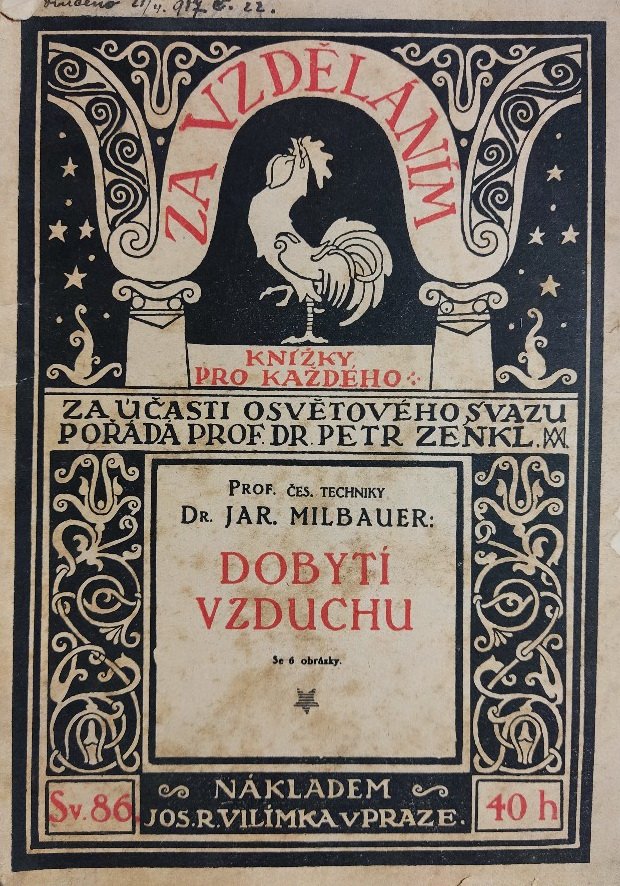 ZA VZDĚLÁNÍM
KNÍŽKY
PRO KAŽDÉHO
ZA ÚČASTI OSVĚTOVÉHO SVAZU
POŘÁDÁ PROF. DR. PETR ZENKL.
PROF. ČES. TECHNIKY
DR. JAR. MILBAUER:
DOBYTÍ
VZDUCHU
Se 6 obrázky.
NÁKLADEM
Sv. 86. JOS. R. VILÍMKA V PRAZE. 40 h